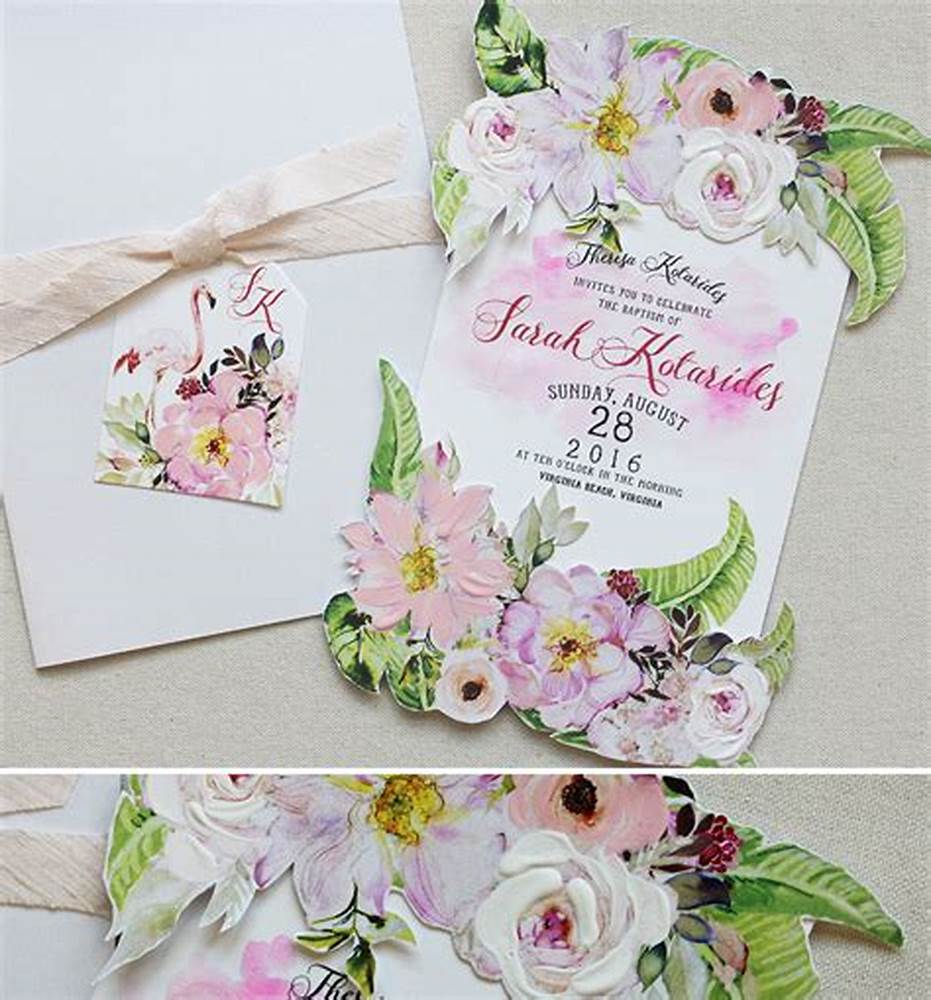 SK
Theresa Kotarides
INVITES YOU TO CELEBRATE
THE BAPTISM OF
Sarah Kotarides
SUNDAY, AUGUST
28
2016
AT TEN O'CLOCK IN THE MORNING
VIRGINIA BEACH, VIRGINIA
Ther